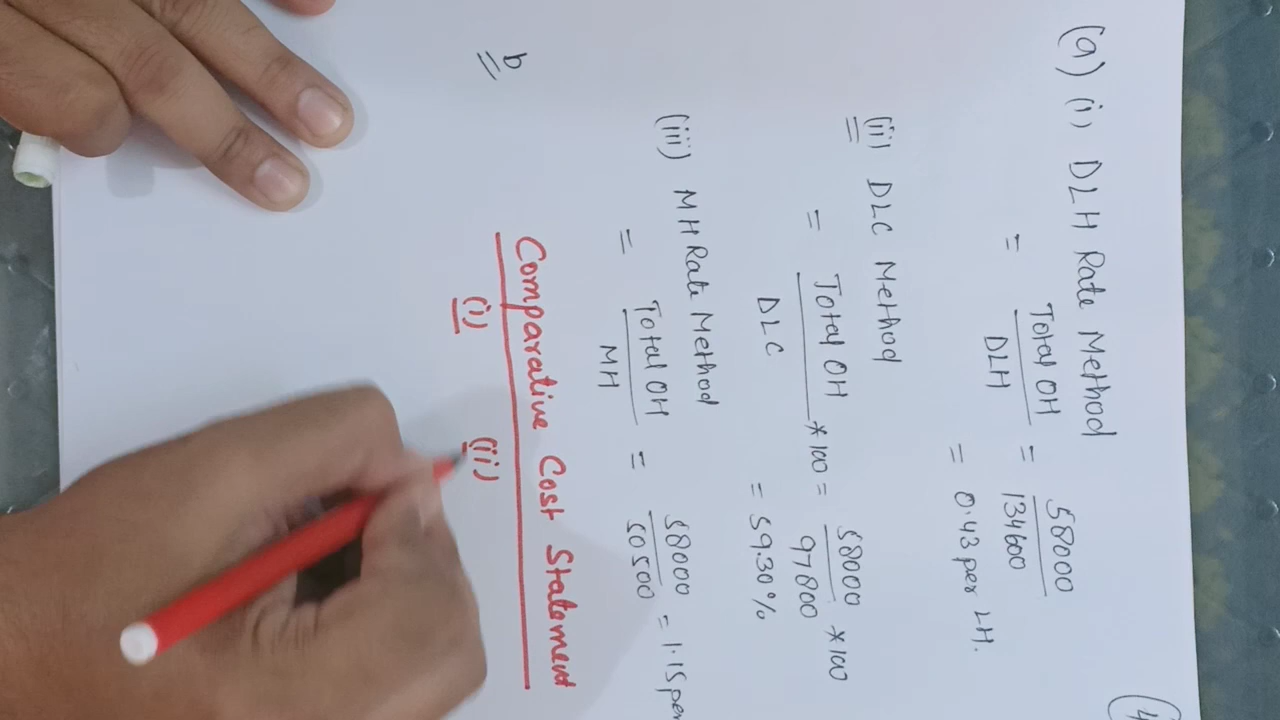 (a) (i) DLH Rate Method
= Total OH / DLH = 58000 / 134600
= 0.43 per LH.
(ii) DLC Method
= Total OH / DLC * 100 = 58000 / 97800 * 100
= 59.30%
(iii) MH Rate Method
= Total OH / MH = 58000 / 50500 = 1.15 per
b Comparative Cost Statement
(i) (ii)